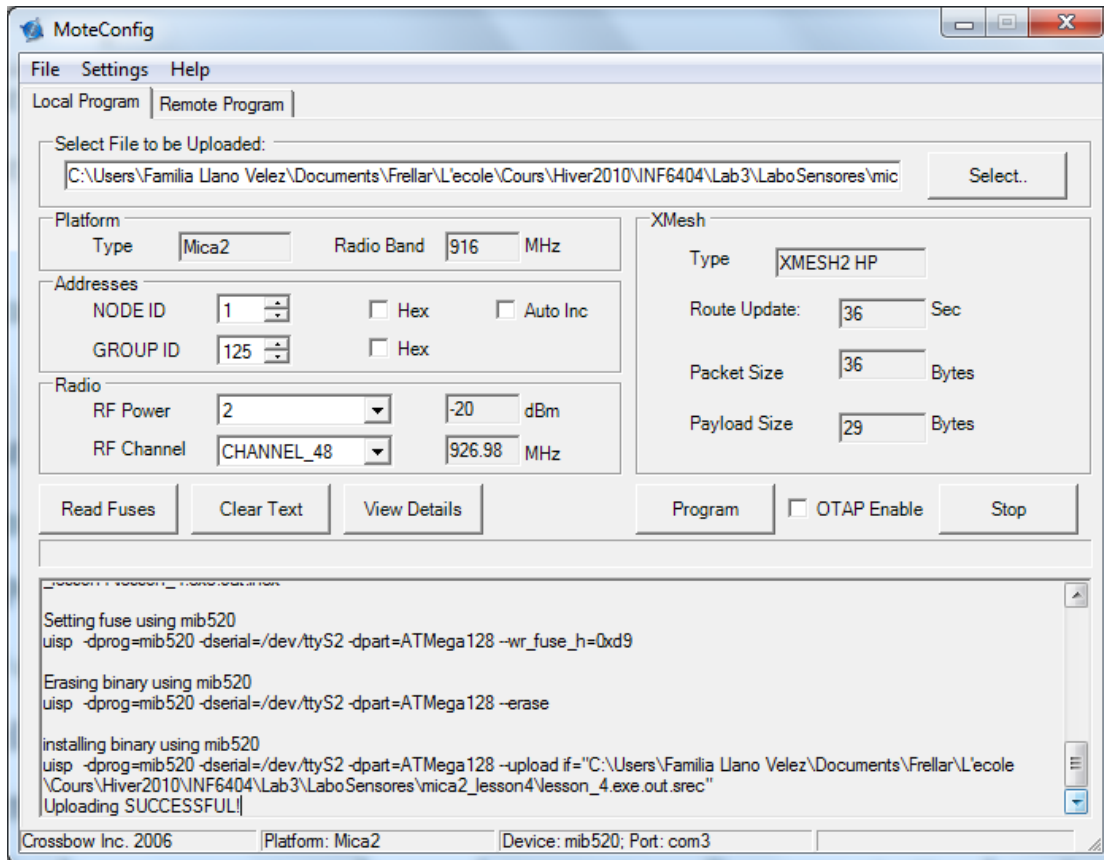 MoteConfig
File Settings Help
Local Program Remote Program
Select File to be Uploaded:
C:\Users\Familia Llano Velez\Documents\Frellar\L'ecole\Cours\Hiver2010\INF6404\Lab3\LaboSensores\mic
Select..
Platform
Type Mica2 Radio Band 916 MHz
Addresses
NODE ID 1 Hex Auto Inc
GROUP ID 125 Hex
Radio
RF Power 2 -20 dBm
RF Channel CHANNEL_48 926.98 MHz
XMesh
Type XMESH2 HP
Route Update: 36 Sec
Packet Size 36 Bytes
Payload Size 29 Bytes
Read Fuses Clear Text View Details Program OTAP Enable Stop
Setting fuse using mib520
uisp -dprog=mib520 -dserial=/dev/ttyS2 -dpart=ATMega128 --wr_fuse_h=0xd9
Erasing binary using mib520
uisp -dprog=mib520 -dserial=/dev/ttyS2 -dpart=ATMega128 --erase
installing binary using mib520
uisp -dprog=mib520 -dserial=/dev/ttyS2 -dpart=ATMega128 --upload if="C:\Users\Familia Llano Velez\Documents\Frellar\L'ecole
\Cours\Hiver2010\INF6404\Lab3\LaboSensores\mica2_lesson4\lesson_4.exe.out.srec"
Uploading SUCCESSFUL!
Crossbow Inc. 2006 Platform: Mica2 Device: mib520; Port: com3